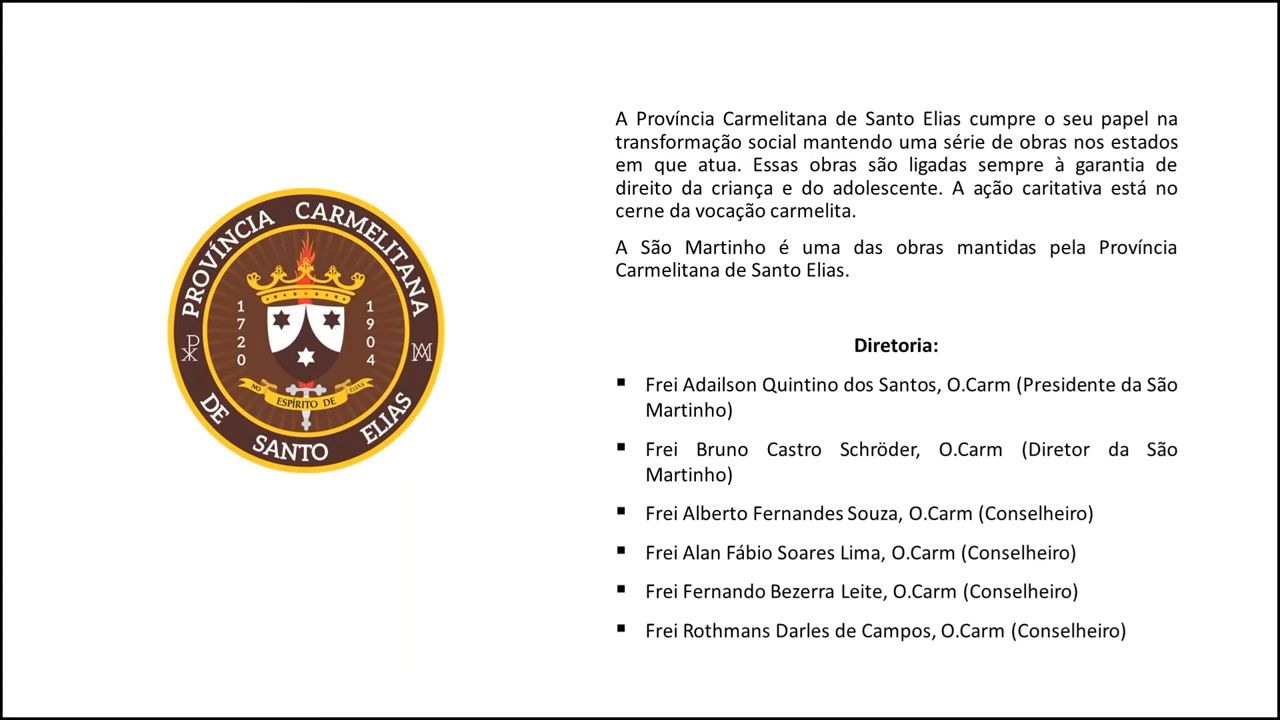 PROVÍNCIA CARMELITANA
DE SANTO ELIAS
1720
1904
NO ESPÍRITO DE ELIAS
A Província Carmelitana de Santo Elias cumpre o seu papel na
transformação social mantendo uma série de obras nos estados
em que atua. Essas obras são ligadas sempre à garantia de
direito da criança e do adolescente. A ação caritativa está no
cerne da vocação carmelita.
A São Martinho é uma das obras mantidas pela Província
Carmelitana de Santo Elias.
Diretoria:
▪ Frei Adailson Quintino dos Santos, O.Carm (Presidente da São
Martinho)
▪ Frei Bruno Castro Schröder, O.Carm (Diretor da São
Martinho)
▪ Frei Alberto Fernandes Souza, O.Carm (Conselheiro)
▪ Frei Alan Fábio Soares Lima, O.Carm (Conselheiro)
▪ Frei Fernando Bezerra Leite, O.Carm (Conselheiro)
▪ Frei Rothmans Darles de Campos, O.Carm (Conselheiro)